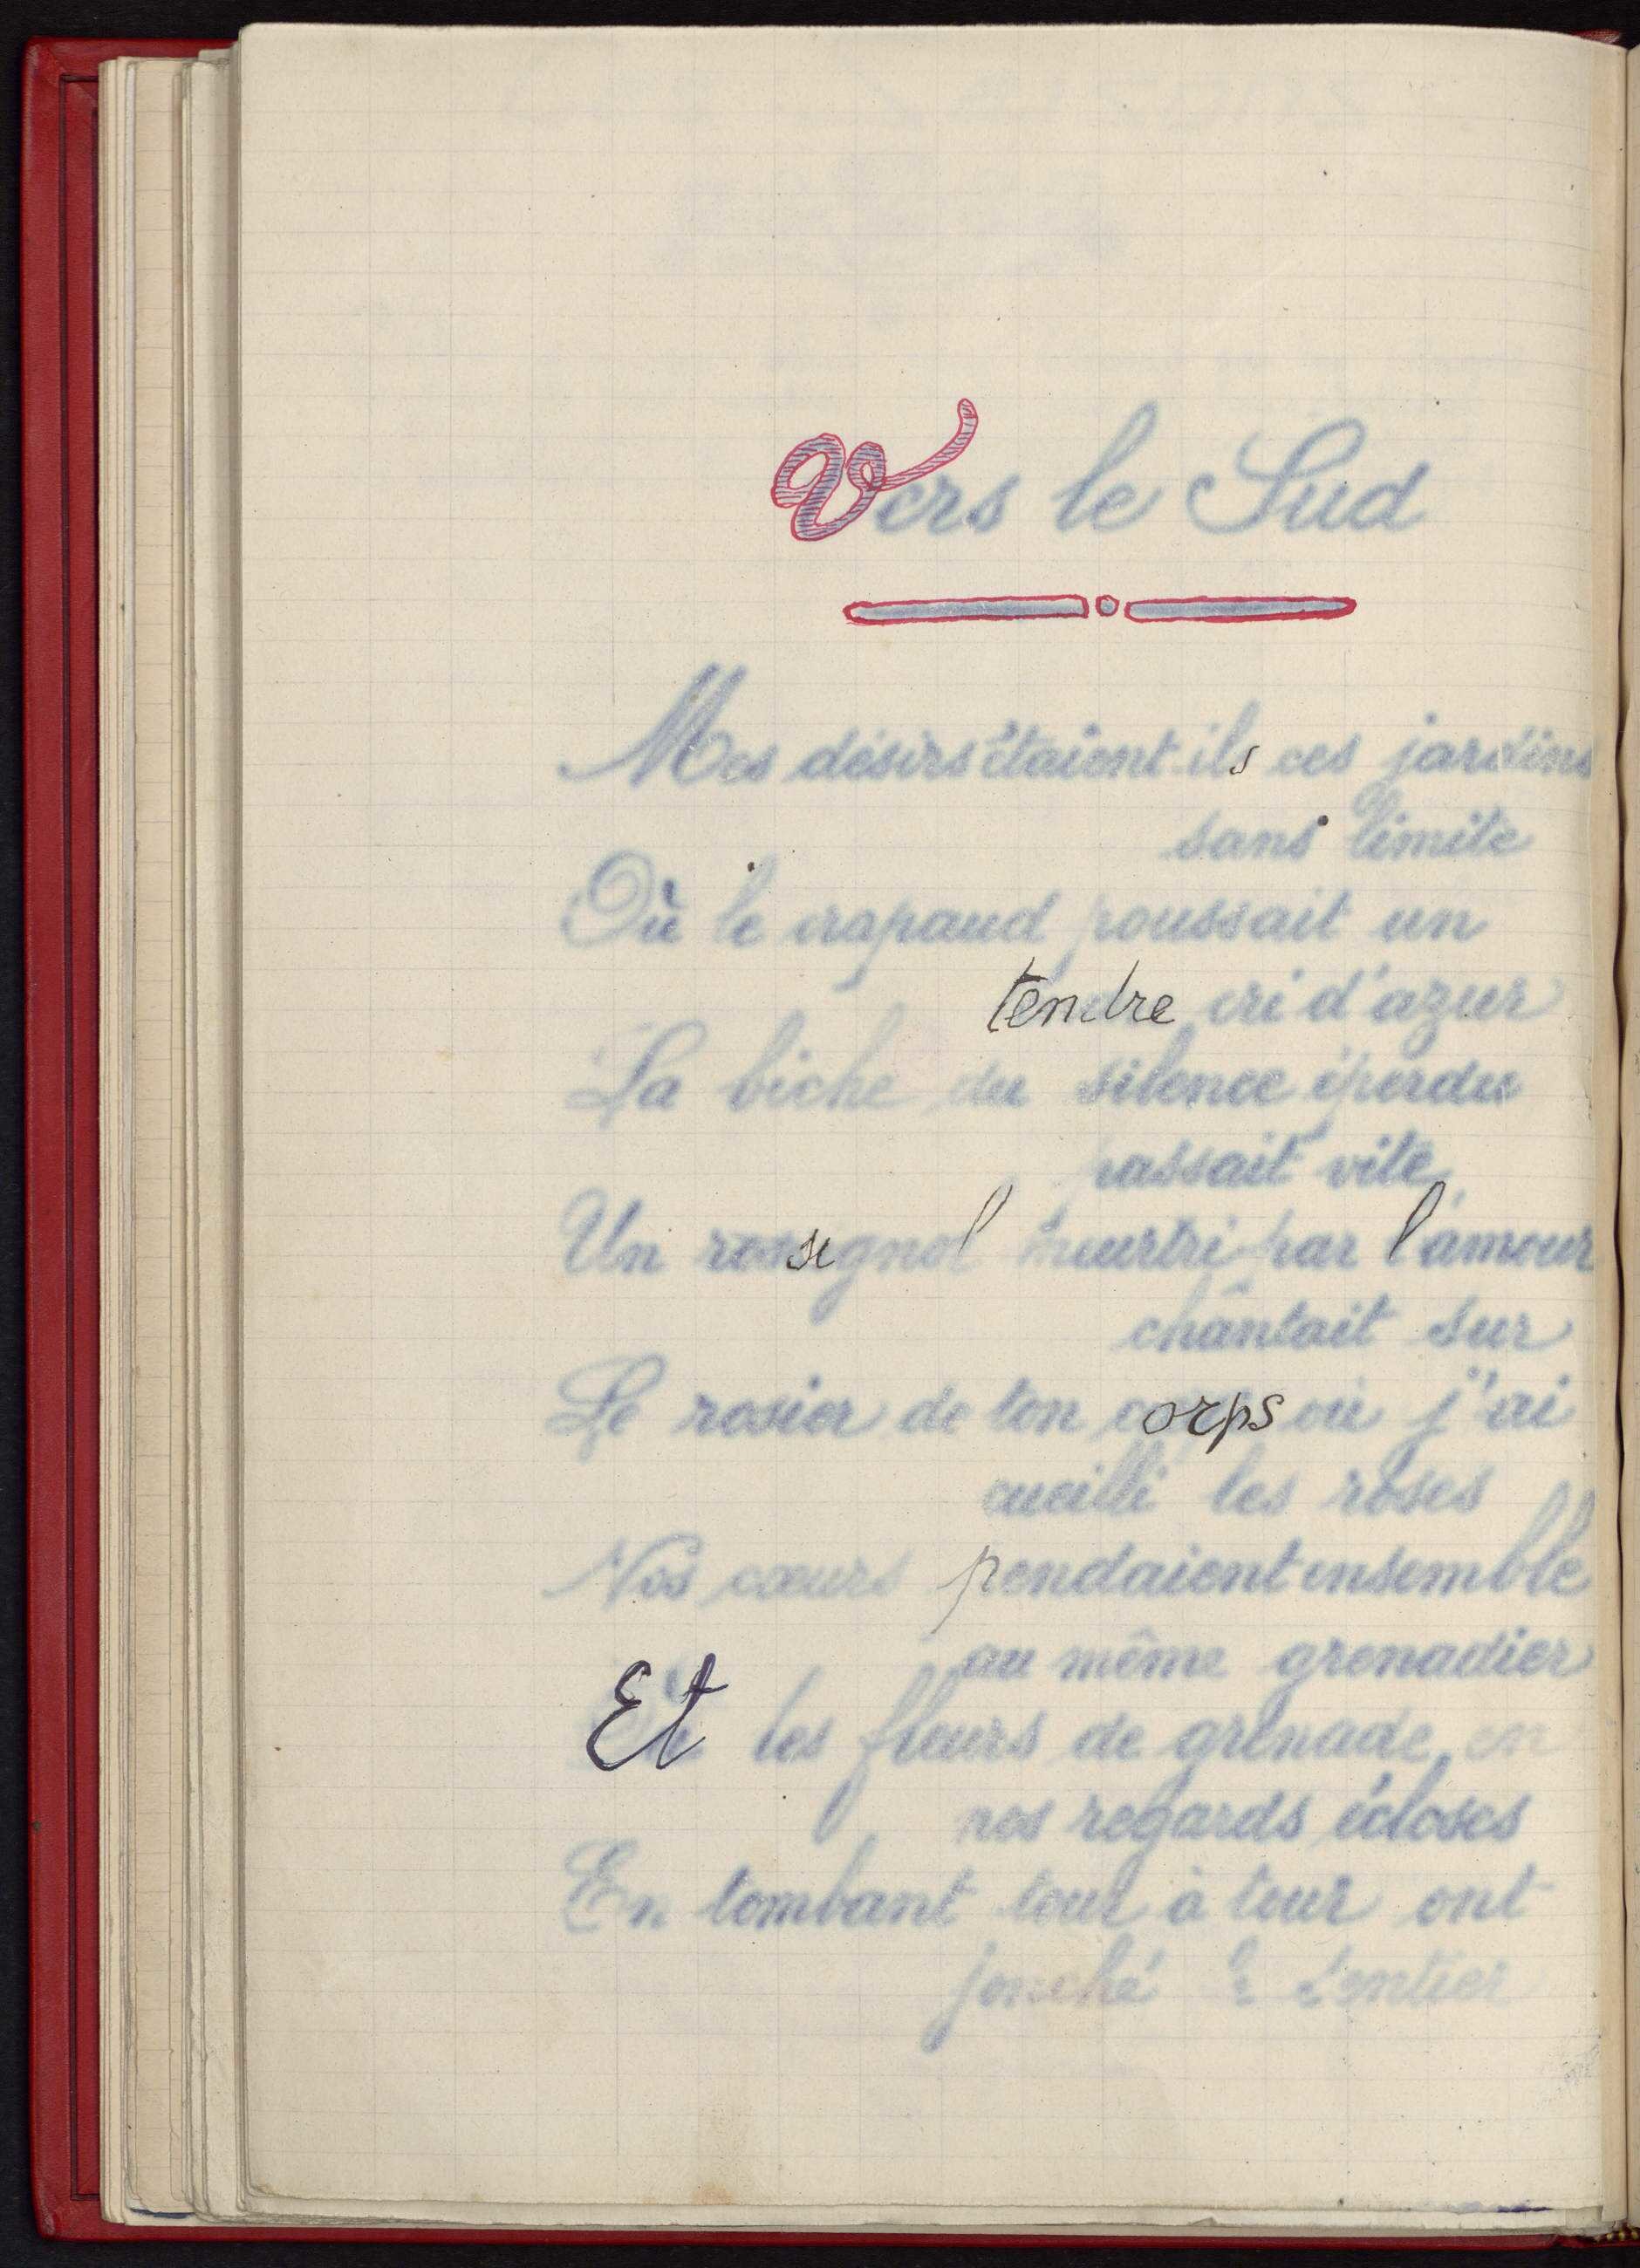 Vers le Sud
Mes désirs étaient-ils ces jardins
sans limite
Où le crapaud poussait un
tendre cri d'azur
La biche du silence éperdu
passait vite
Un rossignol meurtri par l'amour
chantait sur
Le rosier de ton corps où j'ai
cueilli les roses
Nos cœurs pendaient ensemble
au même grenadier
Et les fleurs de grenade en
nos regards écloses
En tombant tour à tour ont
jonché le sentier